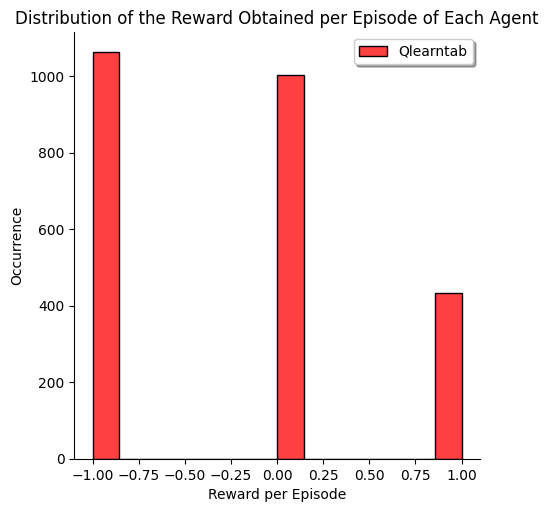 Distribution of the Reward Obtained per Episode of Each Agent
Qlearntab
1000
800
600
400
200
0
Occurrence
−1.00 −0.75 −0.50 −0.25 0.00 0.25 0.50 0.75 1.00
Reward per Episode